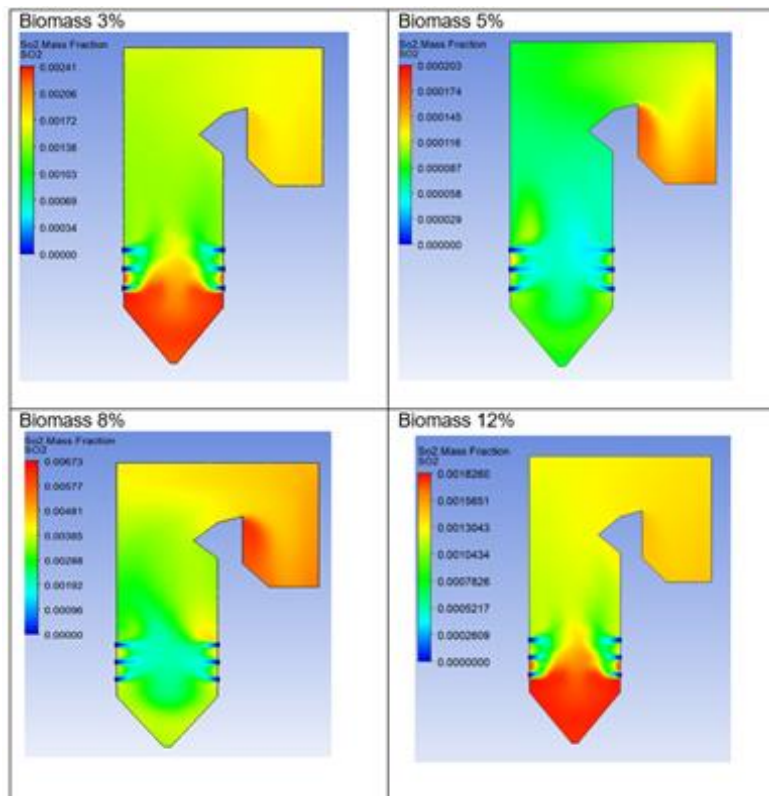 Biomass 3%
So2.Mass Fraction
SO2
0.00241
0.00206
0.00172
0.00138
0.00103
0.00069
0.00034
0.00000
Biomass 5%
So2.Mass Fraction
SO2
0.000203
0.000174
0.000145
0.000116
0.000087
0.000058
0.000029
0.000000
Biomass 8%
So2.Mass Fraction
SO2
0.00673
0.00577
0.00481
0.00385
0.00288
0.00192
0.00096
0.00000
Biomass 12%
So2.Mass Fraction
SO2
0.0018260
0.0015651
0.0013043
0.0010434
0.0007826
0.0005217
0.0002609
0.0000000